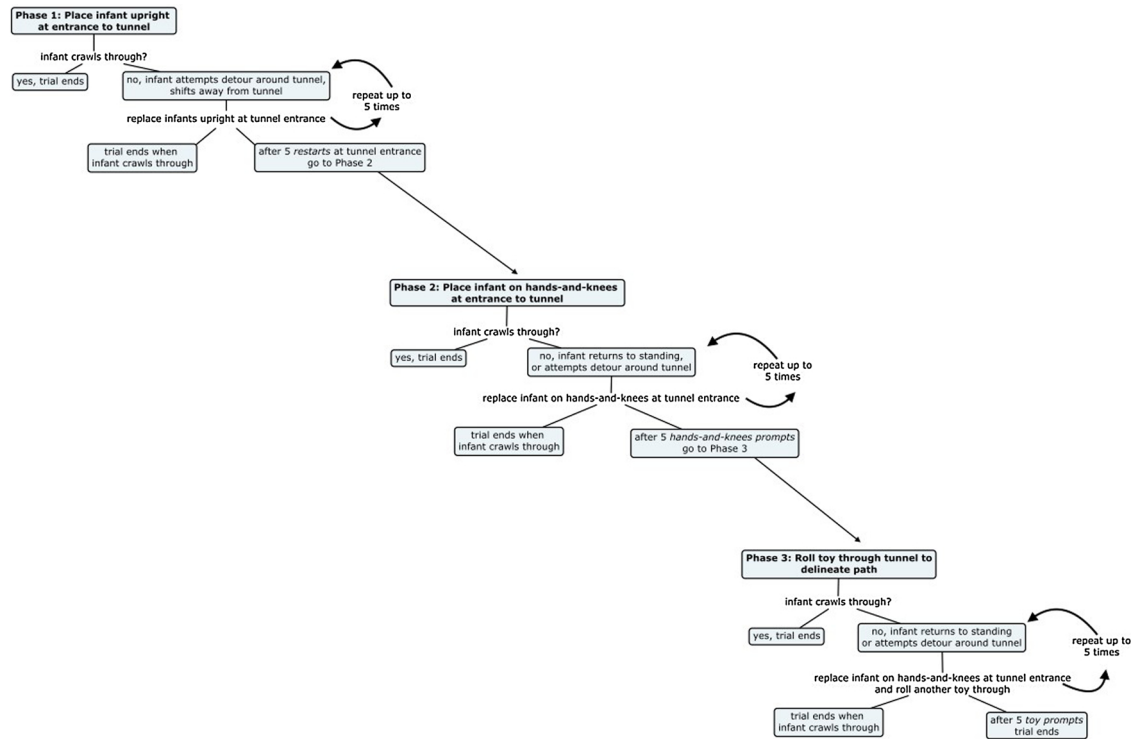 Phase 1: Place infant upright
at entrance to tunnel
infant crawls through?
yes, trial ends
no, infant attempts detour around tunnel,
shifts away from tunnel
repeat up to
5 times
replace infants upright at tunnel entrance
trial ends when
infant crawls through
after 5 restarts at tunnel entrance
go to Phase 2
Phase 2: Place infant on hands-and-knees
at entrance to tunnel
infant crawls through?
yes, trial ends
no, infant returns to standing,
or attempts detour around tunnel
repeat up to
5 times
replace infant on hands-and-knees at tunnel entrance
trial ends when
infant crawls through
after 5 hands-and-knees prompts
go to Phase 3
Phase 3: Roll toy through tunnel to
delineate path
infant crawls through?
yes, trial ends
no, infant returns to standing
or attempts detour around tunnel
repeat up to
5 times
replace infant on hands-and-knees at tunnel entrance
and roll another toy through
trial ends when
infant crawls through
after 5 toy prompts
trial ends